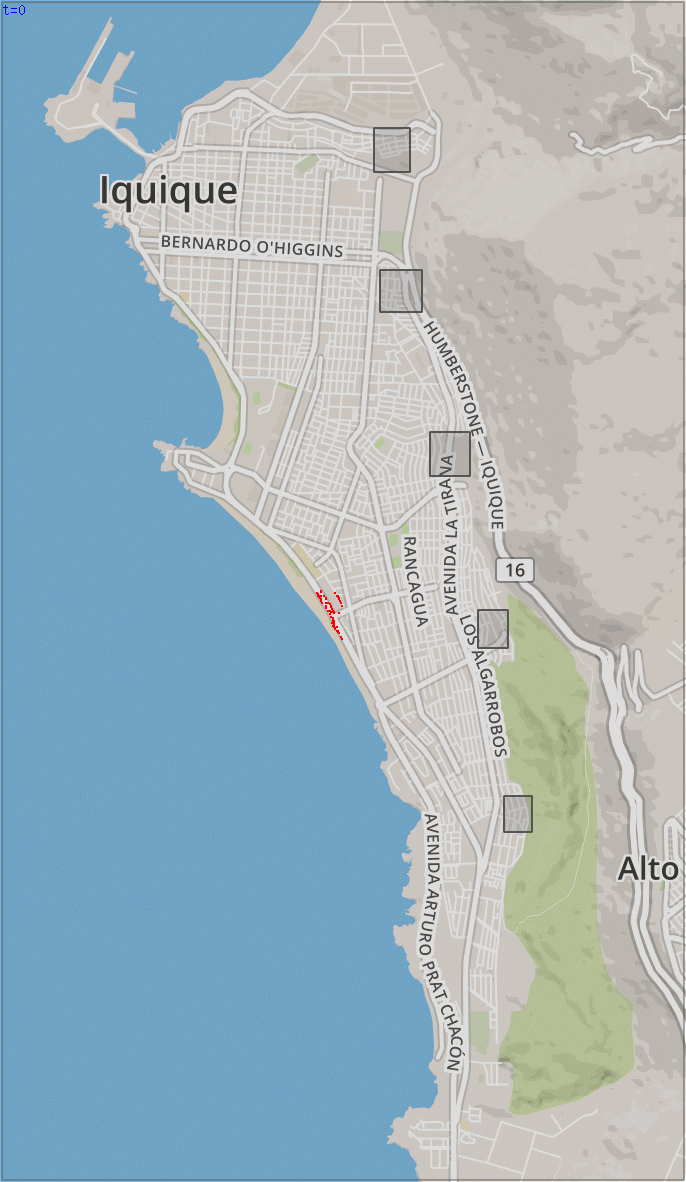 t=0
Iquique
BERNARDO O'HIGGINS
HUMBERSTONE — IQUIQUE
AVENIDA LA TIRANA
RANCAGUA
16
LOS ALGARROBOS
AVENIDA ARTURO PRAT CHACÓN
Alto